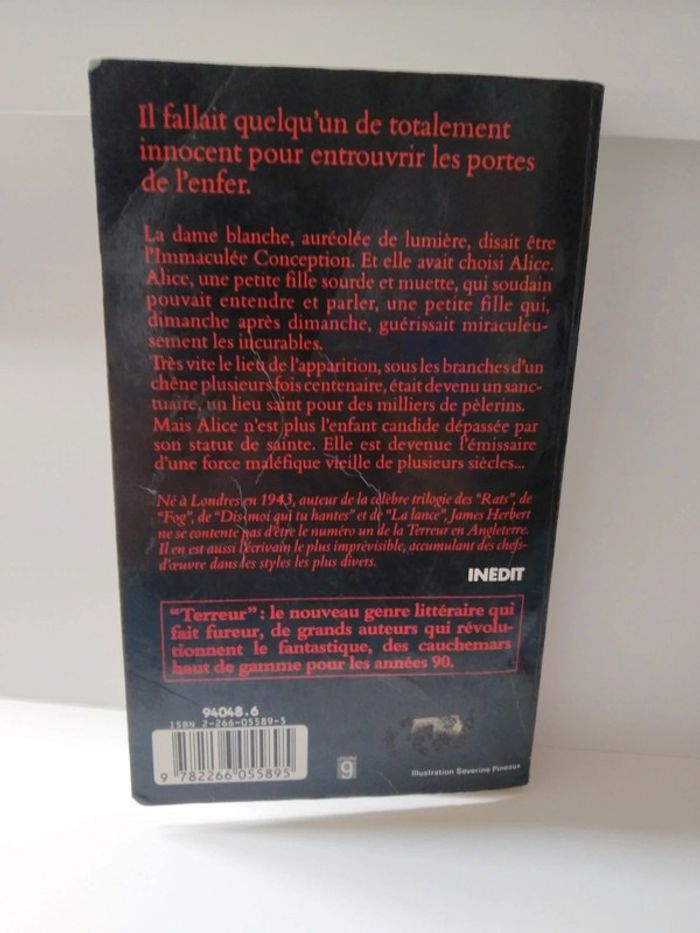 Il fallait quelqu'un de totalement
innocent pour entrouvrir les portes
de l'enfer.
La dame blanche, auréolée de lumière, disait être
l'Immaculée Conception. Et elle avait choisi Alice.
Alice, une petite fille sourde et muette, qui soudain
pouvait entendre et parler, une petite fille qui,
dimanche après dimanche, guérissait miraculeu-
sement les incurables.
Très vite le lieu de l'apparition, sous les branches d'un
chêne plusieurs fois centenaire, était devenu un sanc-
tuaire, un lieu saint pour des milliers de pèlerins.
Mais Alice n'est plus l'enfant candide dépassée par
son statut de sainte. Elle est devenue l'émissaire
d'une force maléfique vieille de plusieurs siècles...
Né à Londres en 1943, auteur de la célèbre trilogie des "Rats", de
"Fog", de "Dis-moi qui tu hantes" et de "La lance", James Herbert
ne se contente pas d'être le numéro un de la Terreur en Angleterre.
Il en est aussi l'écrivain le plus imprévisible, accumulant des chefs-
d'œuvre dans les styles les plus divers.
INEDIT
"Terreur" : le nouveau genre littéraire qui
fait fureur, de grands auteurs qui révolu-
tionnent le fantastique, des cauchemars
haut de gamme pour les années 90.
94048.6
ISBN 2-266-05589-5
9 782266 055895
9
Illustration Séverine Pineaux